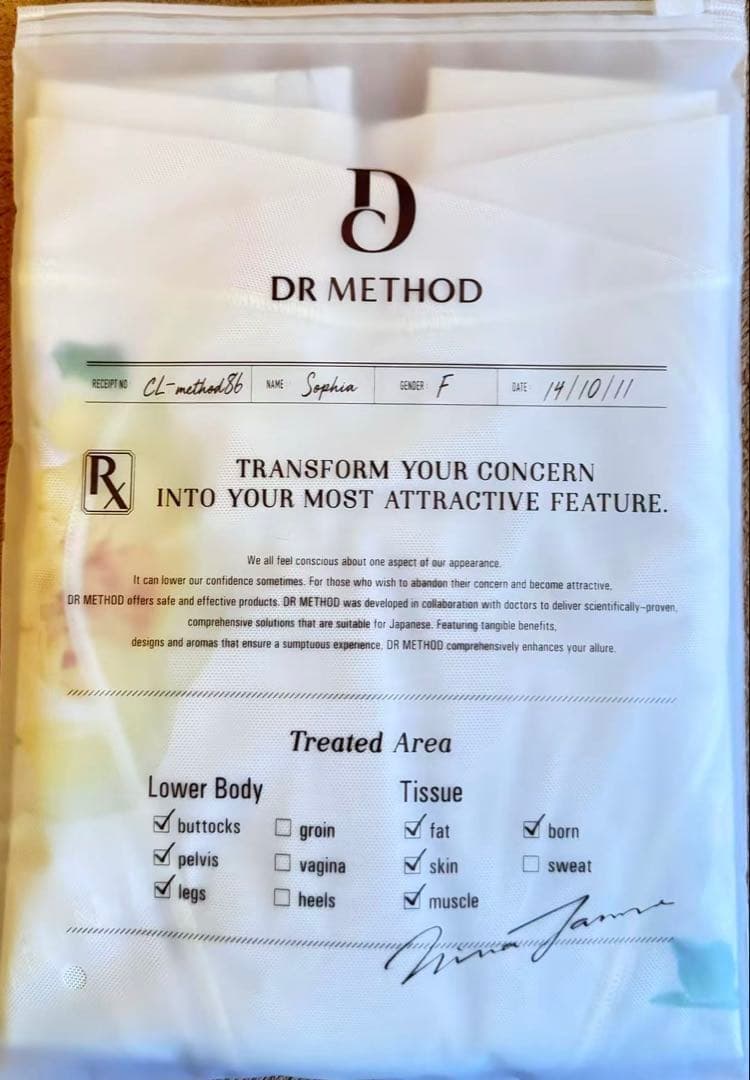 DC
DR METHOD
RECEIPT NO CL-method86 NAME Sophia GENDER: F DATE: 14/10/11
Rx TRANSFORM YOUR CONCERN
INTO YOUR MOST ATTRACTIVE FEATURE.
We all feel conscious about one aspect of our appearance.
It can lower our confidence sometimes. For those who wish to abandon their concern and become attractive,
DR METHOD offers safe and effective products. DR METHOD was developed in collaboration with doctors to deliver scientifically-proven,
comprehensive solutions that are suitable for Japanese. Featuring tangible benefits,
designs and aromas that ensure a sumptuous experience, DR METHOD comprehensively enhances your allure.
Treated Area
Lower Body
buttocks groin
pelvis vagina
legs heels
Tissue
fat born
skin sweat
muscle
Nina